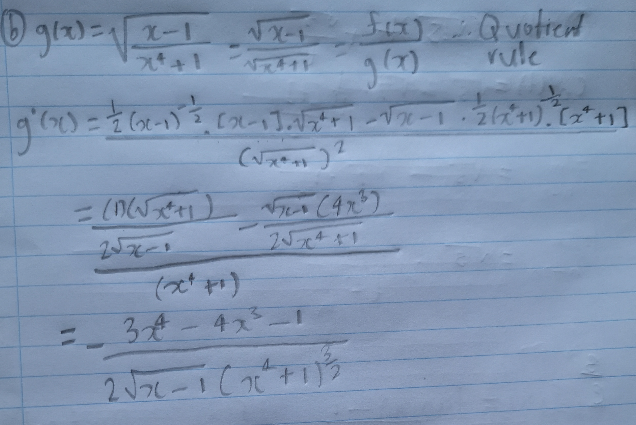 (b) g(x) = √((x-1)/(x⁴+1)) = √(x-1)/√(x⁴+1) = f(x)/g(x) ∴ Quotient rule
g'(x) = (½(x-1)^(-½) · [x-1] · √(x⁴+1) - √(x-1) · ½(x⁴+1)^(-½) · [x⁴+1]) / (√(x⁴+1))²
= ((1)(√(x⁴+1)) / (2√(x-1)) - √(x-1)(4x³) / (2√(x⁴+1))) / (x⁴+1)
= - (3x⁴ - 4x³ - 1) / (2√(x-1)(x⁴+1)^(3/2))